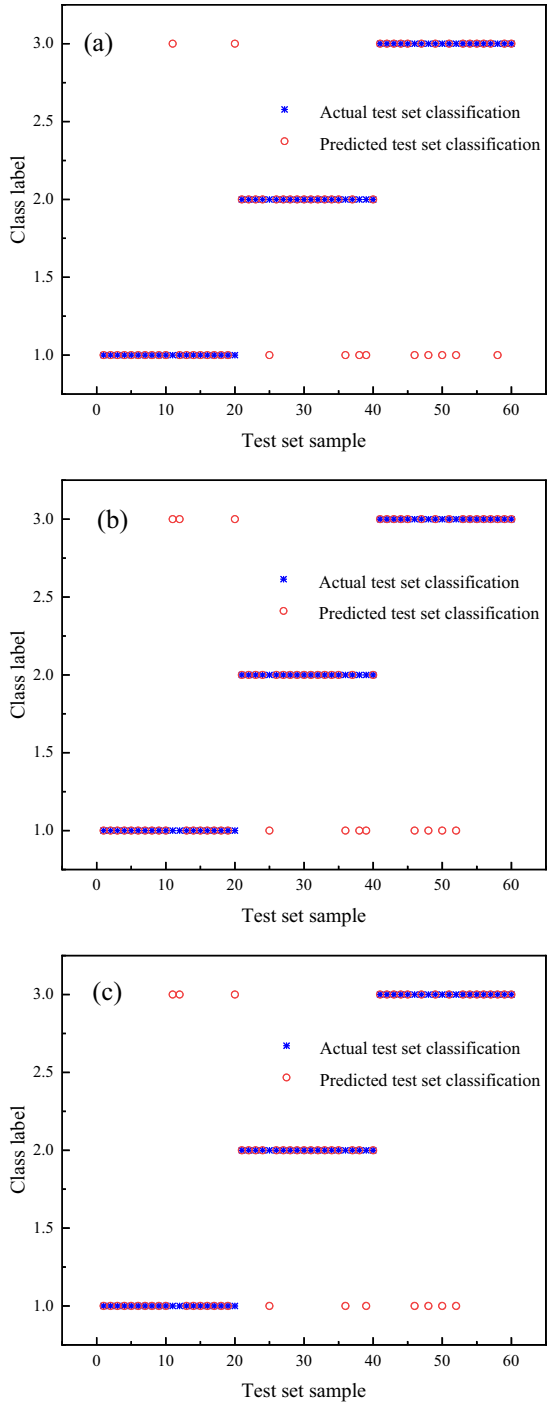 (a)
3.0
Actual test set classification
2.5
Predicted test set classification
Class label
2.0
1.5
1.0
0 10 20 30 40 50 60
Test set sample
(b)
3.0
Actual test set classification
2.5
Predicted test set classification
Class label
2.0
1.5
1.0
0 10 20 30 40 50 60
Test set sample
(c)
3.0
Actual test set classification
2.5
Predicted test set classification
Class label
2.0
1.5
1.0
0 10 20 30 40 50 60
Test set sample